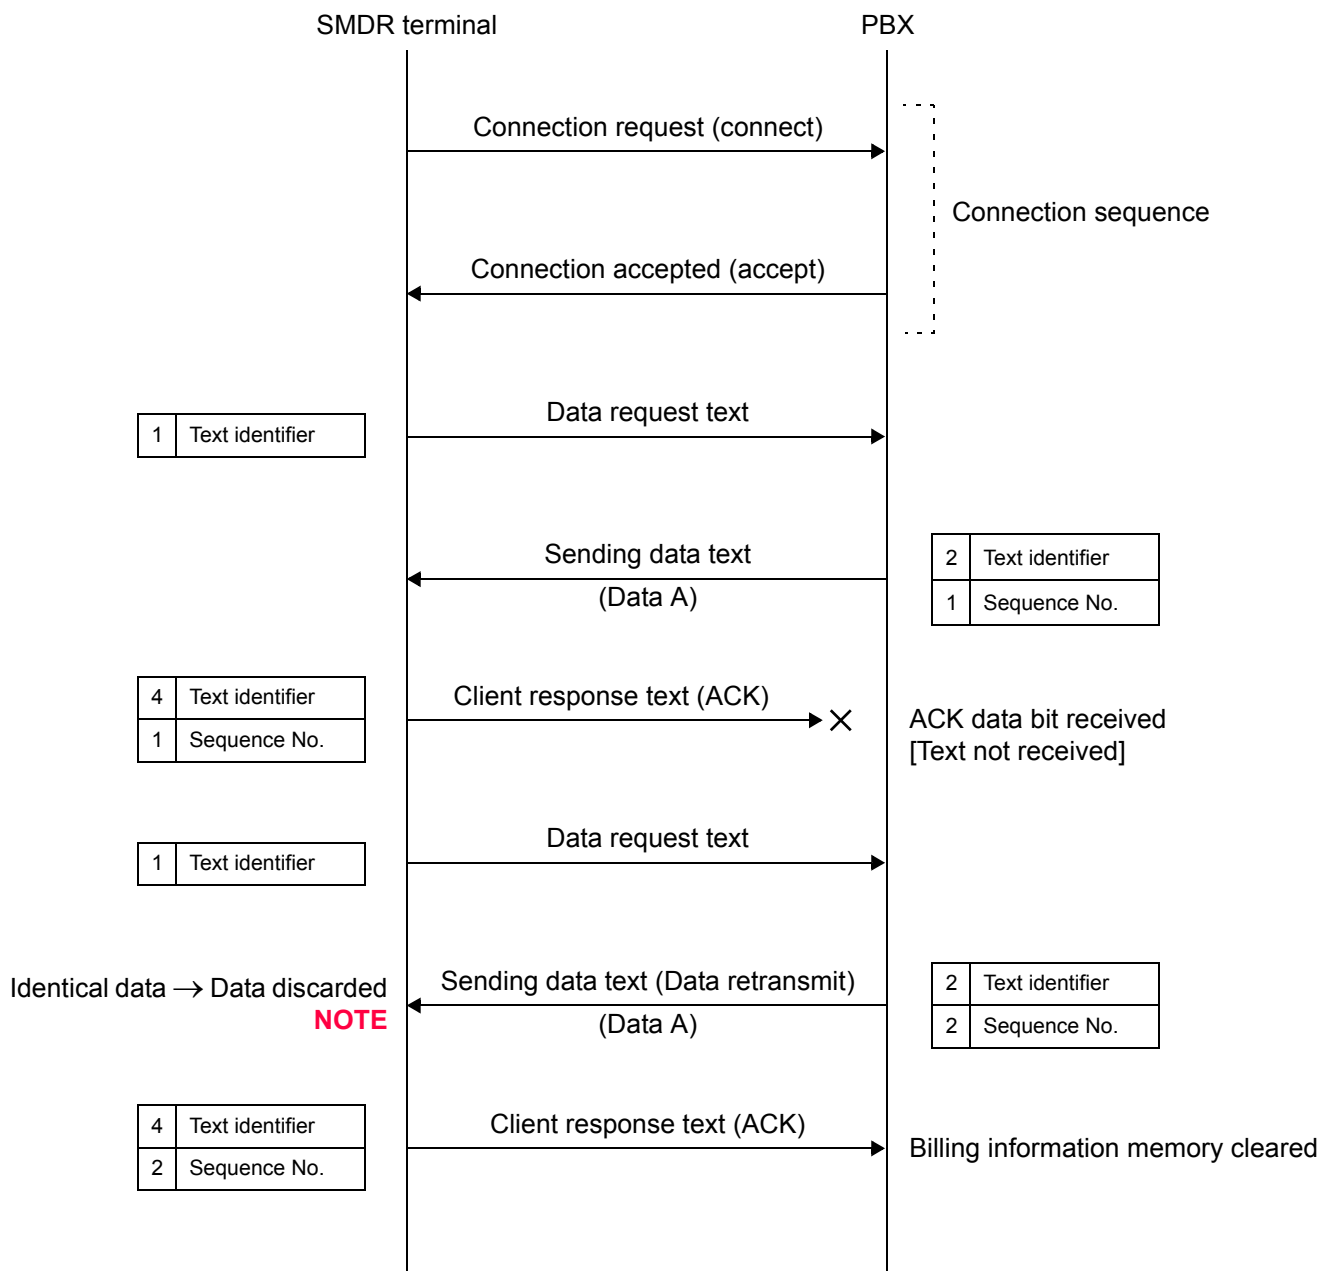 SMDR terminal PBX
Connection request (connect)
Connection sequence
Connection accepted (accept)
Data request text
1 Text identifier
Sending data text
(Data A)
2 Text identifier
1 Sequence No.
4 Text identifier
1 Sequence No.
Client response text (ACK)
ACK data bit received
[Text not received]
Data request text
1 Text identifier
Identical data → Data discarded
NOTE
Sending data text (Data retransmit)
(Data A)
2 Text identifier
2 Sequence No.
4 Text identifier
2 Sequence No.
Client response text (ACK)
Billing information memory cleared